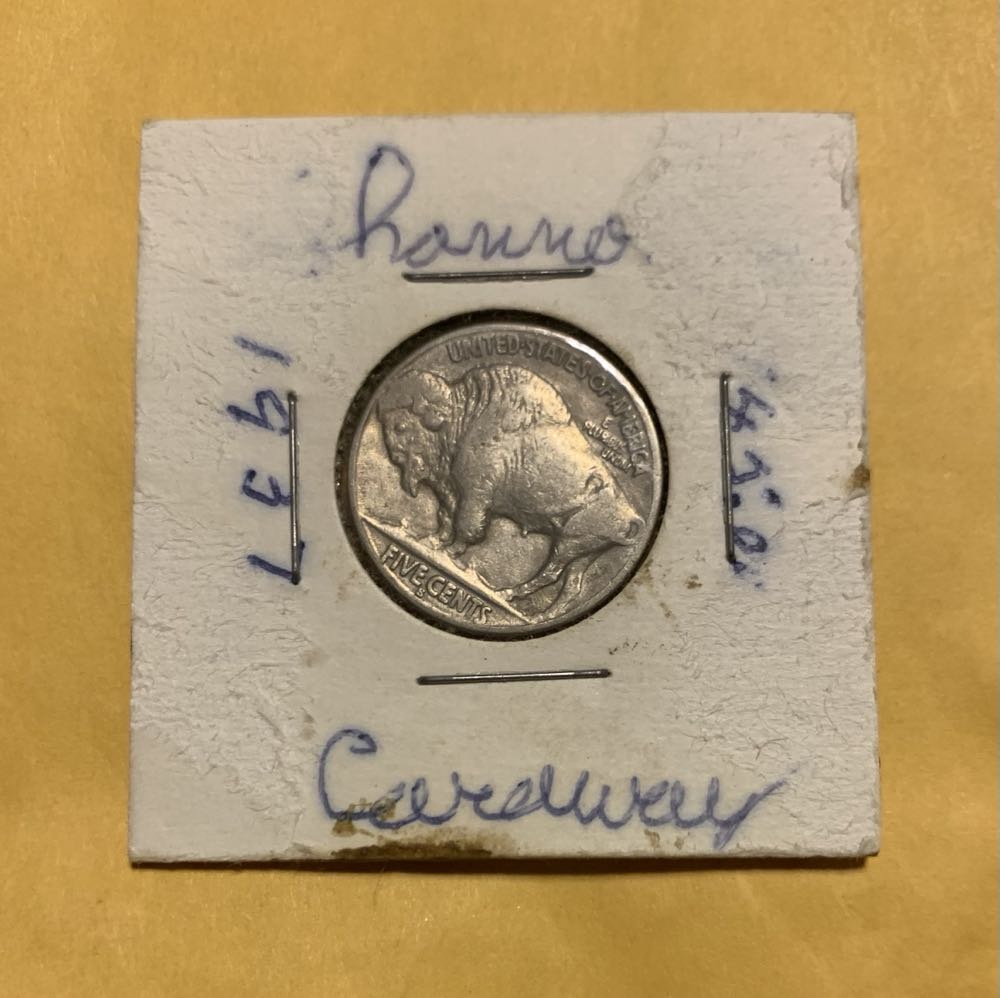 1937
UNITED·STATES OF·AMERICA
E
PLURIBUS
UNUM
FIVE CENTS
S
Caraway